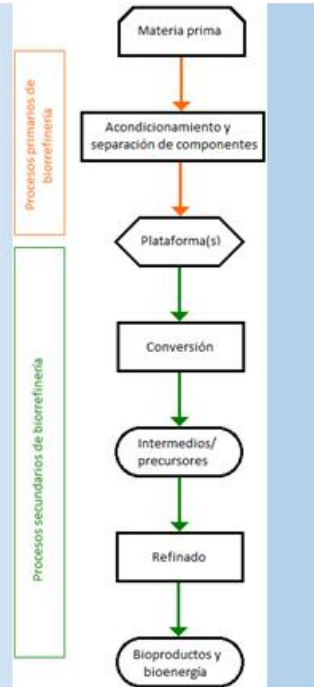 Materia prima
Procesos primarios de
biorrefinería
Acondicionamiento y
separación de componentes
Plataforma(s)
Procesos secundarios de biorrefinería
Conversión
Intermedios/
precursores
Refinado
Bioproductos y
bioenergía